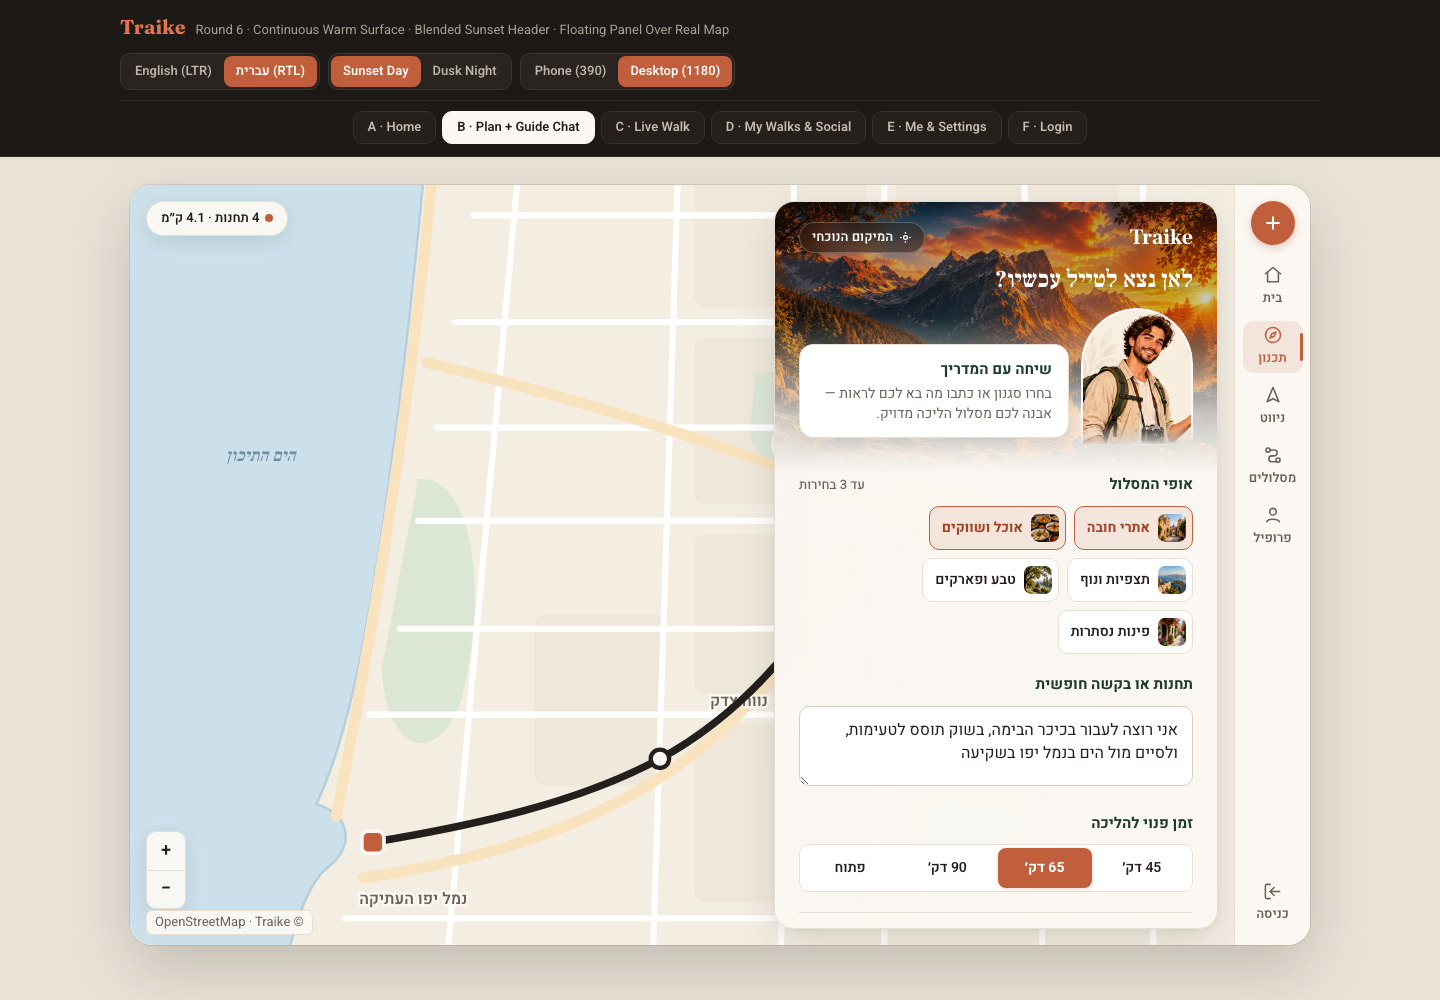 Traike Round 6 · Continuous Warm Surface · Blended Sunset Header · Floating Panel Over Real Map
English (LTR) עברית (RTL) Sunset Day Dusk Night Phone (390) Desktop (1180)
A · Home B · Plan + Guide Chat C · Live Walk D · My Walks & Social E · Me & Settings F · Login
בית
תכנון
ניווט
מסלולים
פרופיל
כניסה
Traike
המיקום הנוכחי
לאן נצא לטייל עכשיו?
שיחה עם המדריך
בחרו סגנון או כתבו מה בא לכם לראות –
אבנה לכם מסלול הליכה מדויק.
אופי המסלול
עד 3 בחירות
אתרי חובה
אוכל ושווקים
תצפיות ונוף
טבע ופארקים
פינות נסתרות
תחנות או בקשה חופשית
אני רוצה לעבור בכיכר הבימה, בשוק תוסס לטעימות,
ולסיים מול הים בנמל יפו בשקיעה
זמן פנוי להליכה
45 דק׳
65 דק׳
90 דק׳
פתוח
4 תחנות · 4.1 ק״מ
הים התיכון
נווה צדק
נמל יפו העתיקה
+
−
OpenStreetMap · Traike ©